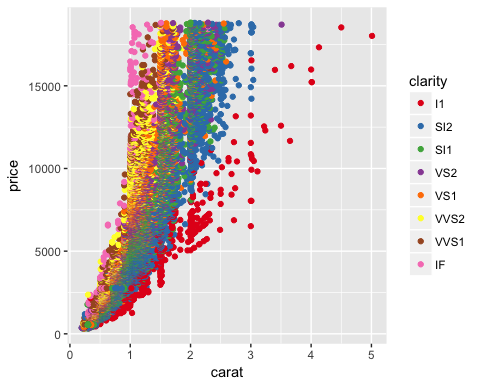 15000
10000
5000
0
price
0
1
2
3
4
5
carat
clarity
I1
SI2
SI1
VS2
VS1
VVS2
VVS1
IF